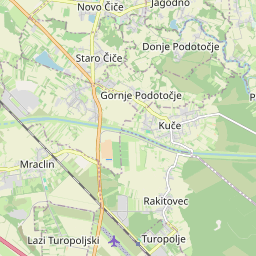 Novo Čiče
Jagodno
Donje Podotočje
Staro Čiče
Gornje Podotočje
Kuče
Mraclin
Rakitovec
Lazi Turopoljski
Turopolje